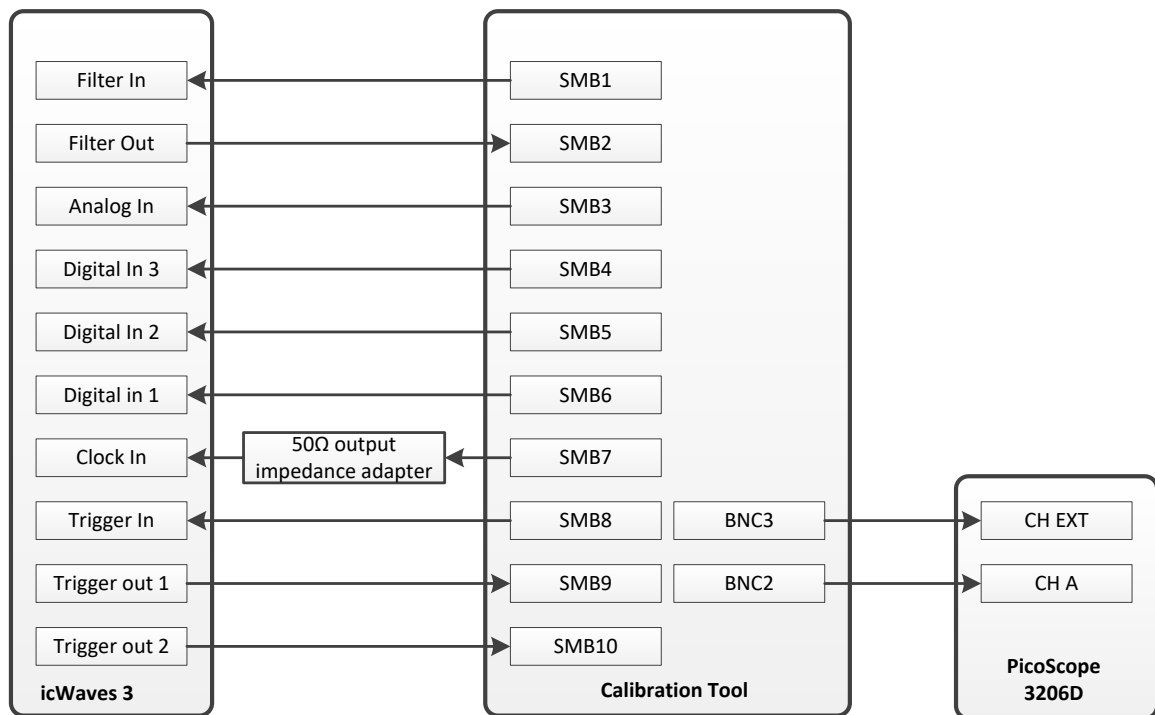 Filter In
SMB1
Filter Out
SMB2
Analog In
SMB3
Digital In 3
SMB4
Digital In 2
SMB5
Digital in 1
SMB6
Clock In
50Ω output
impedance adapter
SMB7
Trigger In
SMB8
BNC3
CH EXT
Trigger out 1
SMB9
BNC2
CH A
Trigger out 2
SMB10
icWaves 3
Calibration Tool
PicoScope
3206D